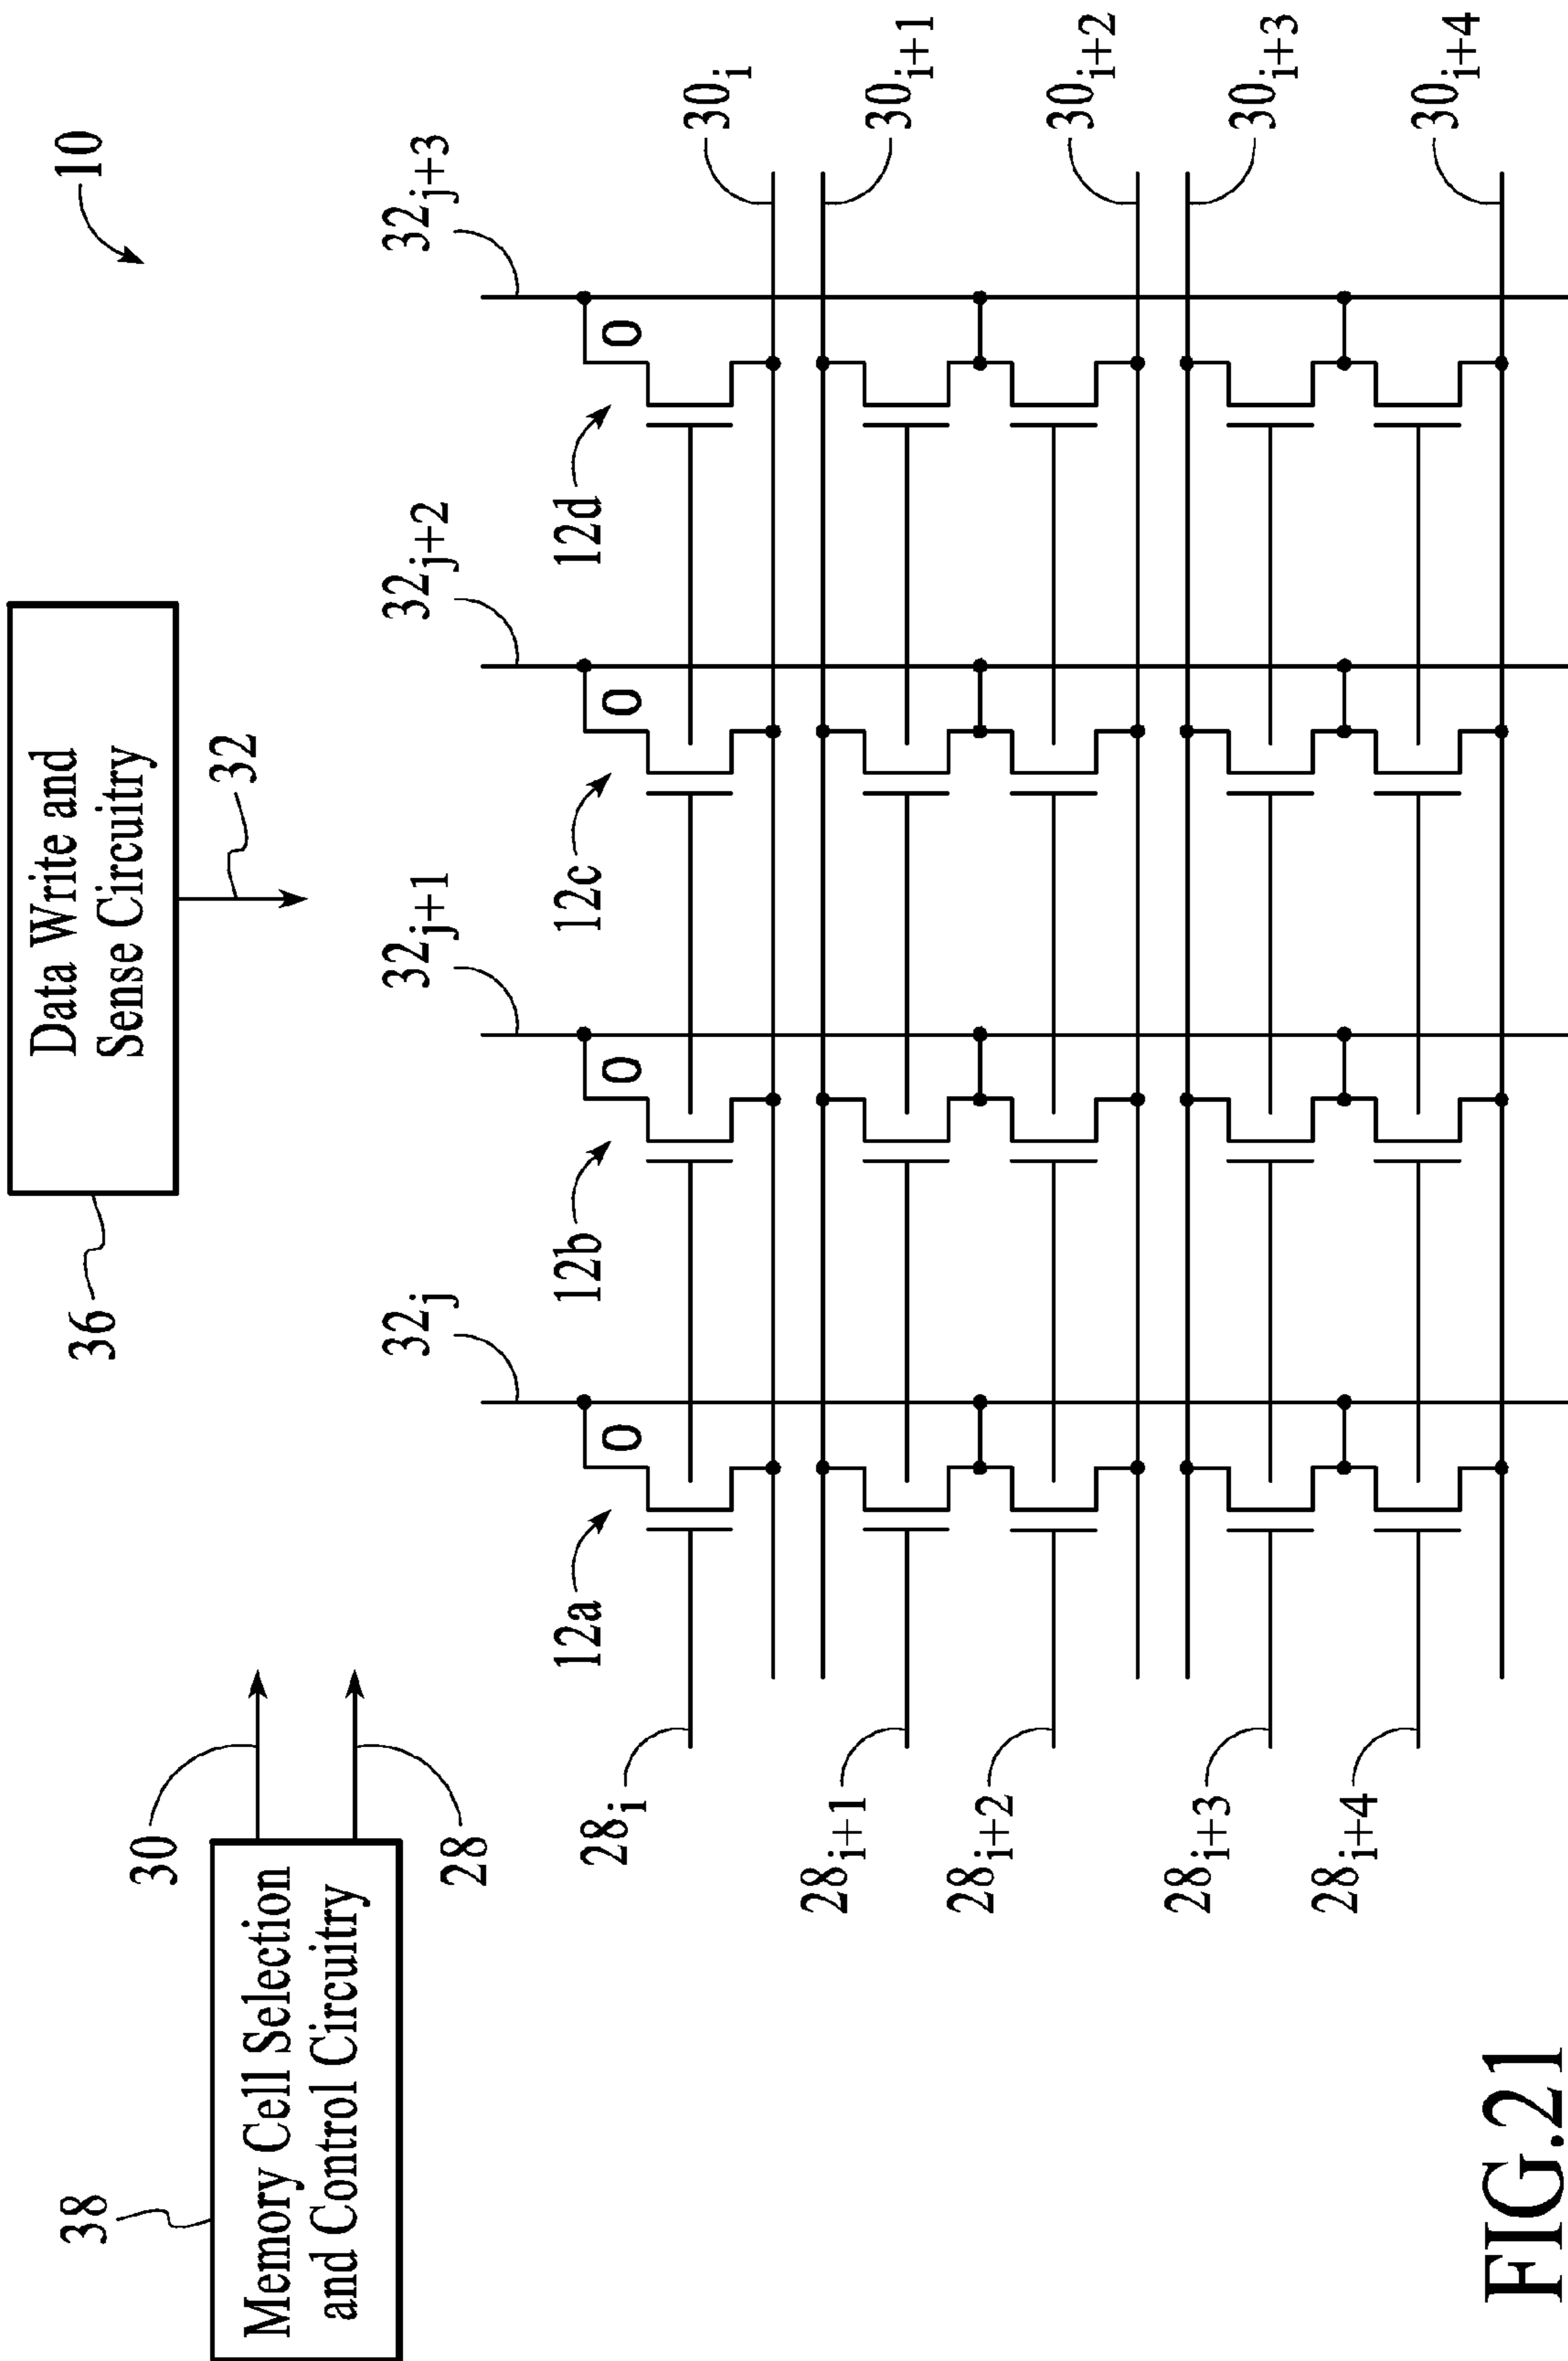 10
Data Write and
Sense Circuitry
36
32
38
Memory Cell Selection
and Control Circuitry
30
28
32j
32j+1
32j+2
32j+3
12a
12b
12c
12d
0
0
0
0
28i
28i+1
28i+2
28i+3
28i+4
30i
30i+1
30i+2
30i+3
30i+4
FIG.21